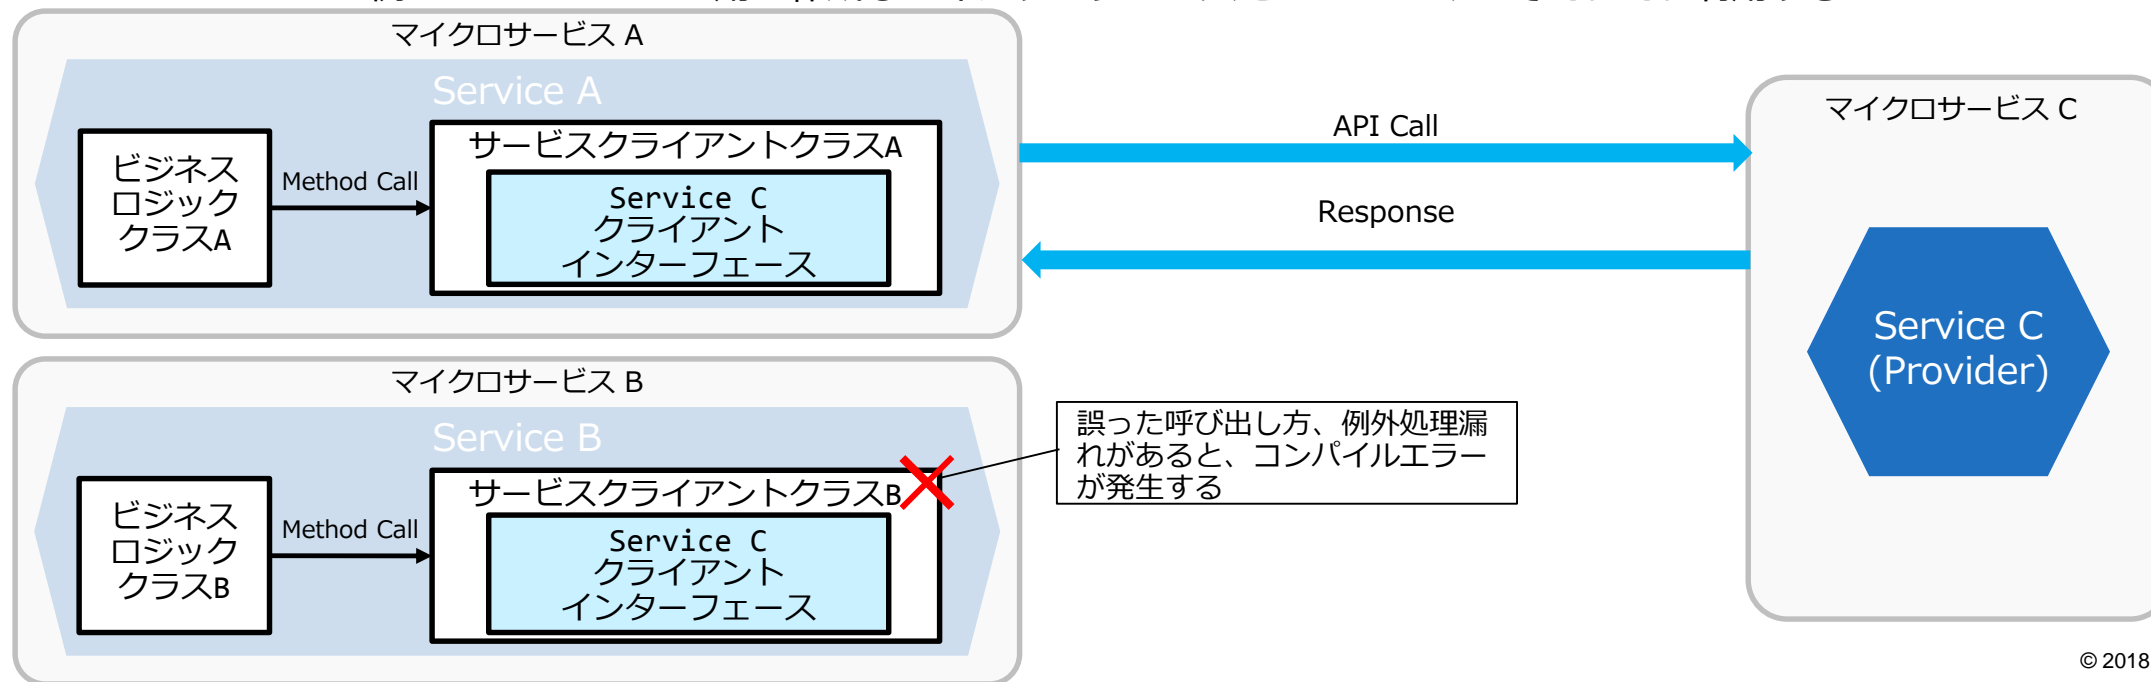 マイクロサービス A
Service A
ビジネス
ロジック
クラスA
Method Call
サービスクライアントクラスA
Service C
クライアント
インターフェース
API Call
Response
マイクロサービス C
Service C
(Provider)
マイクロサービス B
Service B
ビジネス
ロジック
クラスB
Method Call
サービスクライアントクラスB
Service C
クライアント
インターフェース
誤った呼び出し方、例外処理漏
れがあると、コンパイルエラー
が発生する
© 2018